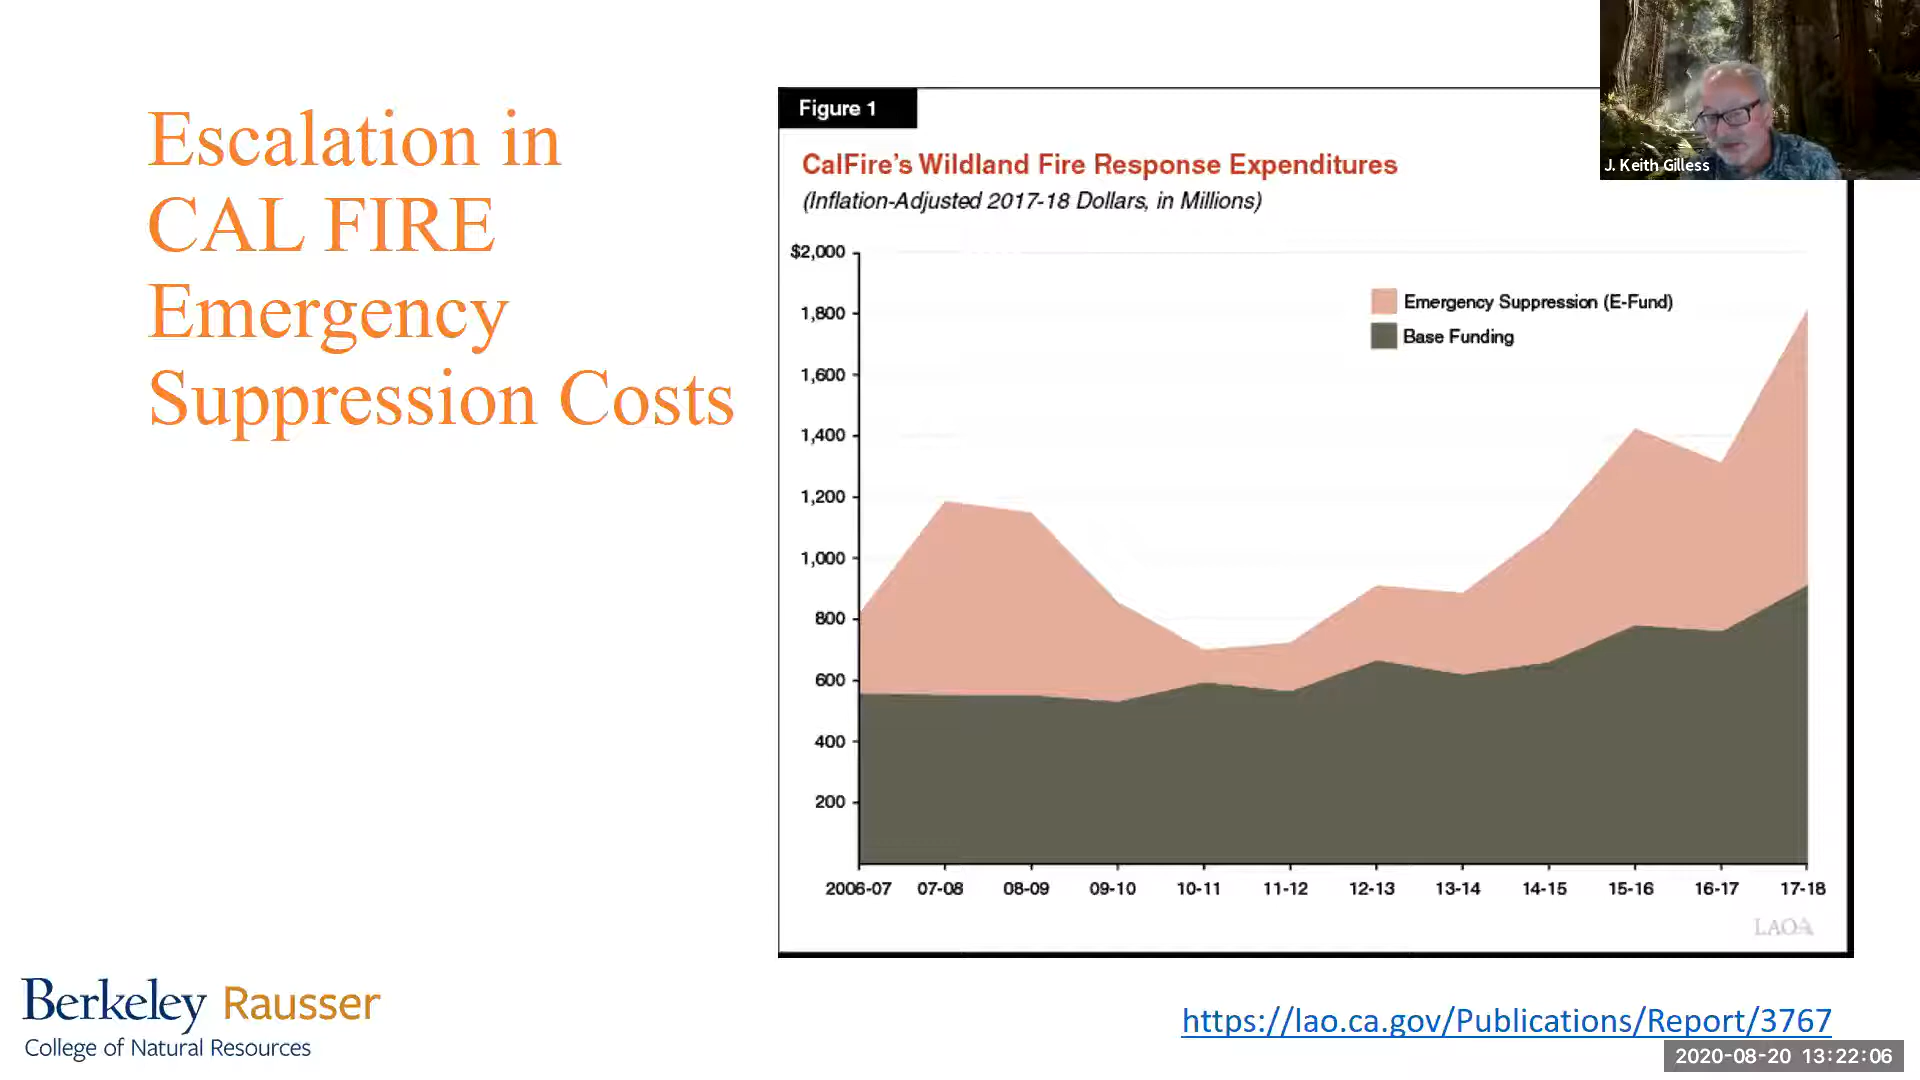 Escalation in
CAL FIRE
Emergency
Suppression Costs
Figure 1
CalFire's Wildland Fire Response Expenditures
(Inflation-Adjusted 2017-18 Dollars, in Millions)
$2,000
1,800
1,600
1,400
1,200
1,000
800
600
400
200
Emergency Suppression (E-Fund)
Base Funding
2006-07 07-08 08-09 09-10 10-11 11-12 12-13 13-14 14-15 15-16 16-17 17-18
LAOA
J. Keith Gilless
Berkeley Rausser
College of Natural Resources
https://lao.ca.gov/Publications/Report/3767
2020-08-20 13:22:06